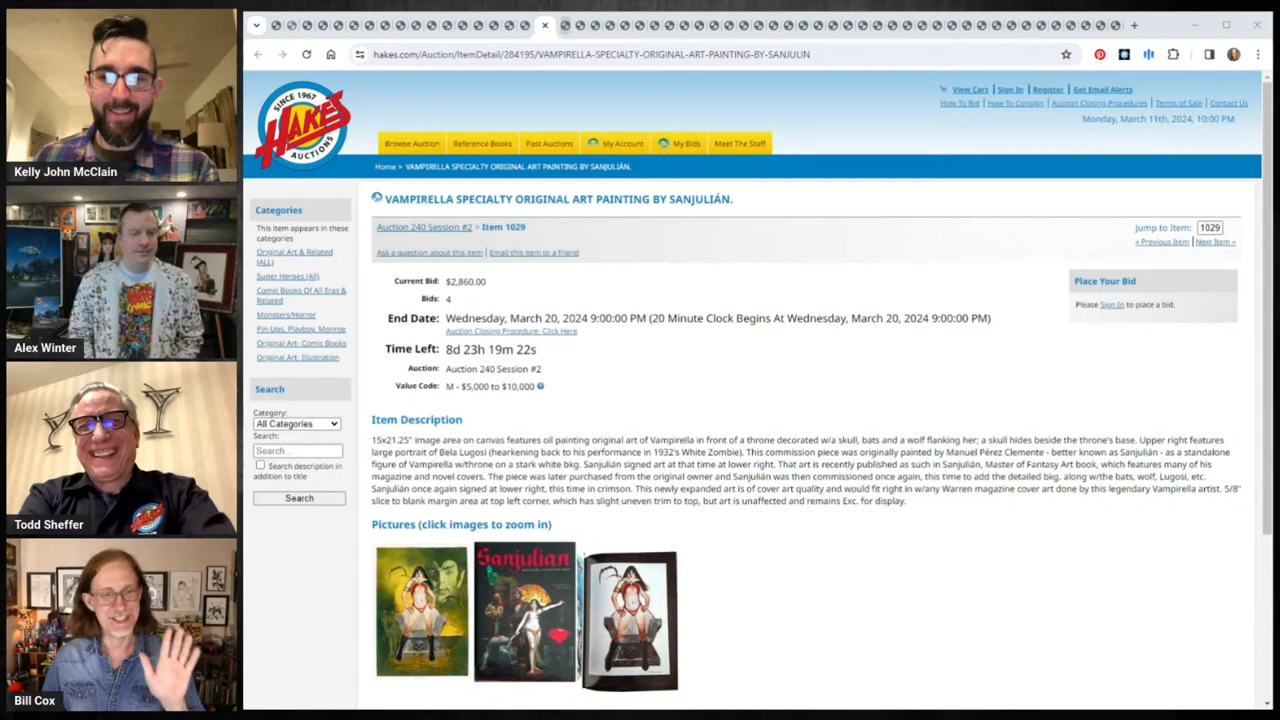 Kelly John McClain
Alex Winter
Todd Sheffer
Bill Cox
hakes.com/Auction/ItemDetail/284195/VAMPIRELLA-SPECIALTY-ORIGINAL-ART-PAINTING-BY-SANJULIN
SINCE 1967
HAKE'S
AUCTIONS
View Cart | Sign In | Register | Get Email Alerts
How To Bid | How To Consign | Auction Closing Procedures | Terms of Sale | Contact Us
Monday, March 11th, 2024, 10:00 PM
Browse Auction Reference Books Past Auctions My Account My Bids Meet The Staff
Home > VAMPIRELLA SPECIALTY ORIGINAL ART PAINTING BY SANJULIÁN.
Categories
This item appears in these
categories
Original Art & Related
(ALL)
Super Heroes (All)
Comic Books Of All Eras &
Related
Monsters/Horror
Pin-Ups, Playboy, Monroe
Original Art- Comic Books
Original Art- Illustration
Search
Category:
All Categories
Search:
Search...
Search description in
addition to title
Search
VAMPIRELLA SPECIALTY ORIGINAL ART PAINTING BY SANJULIÁN.
Auction 240 Session #2 > Item 1029
Jump to Item: 1029
« Previous Item | Next Item »
Ask a question about this item | Email this item to a friend
Current Bid: $2,860.00
Bids: 4
End Date: Wednesday, March 20, 2024 9:00:00 PM (20 Minute Clock Begins At Wednesday, March 20, 2024 9:00:00 PM)
Auction Closing Procedure- Click Here
Time Left: 8d 23h 19m 22s
Auction: Auction 240 Session #2
Value Code: M - $5,000 to $10,000
Place Your Bid
Please Sign In to place a bid.
Item Description
15x21.25" image area on canvas features oil painting original art of Vampirella in front of a throne decorated w/a skull, bats and a wolf flanking her; a skull hides beside the throne's base. Upper right features
large portrait of Bela Lugosi (hearkening back to his performance in 1932's White Zombie). This commission piece was originally painted by Manuel Pérez Clemente - better known as Sanjulián - as a standalone
figure of Vampirella w/throne on a stark white bkg. Sanjulián signed art at that time at lower right. That art is recently published as such in Sanjulián, Master of Fantasy Art book, which features many of his
magazine and novel covers. The piece was later purchased from the original owner and Sanjulián was then commissioned once again, this time to add the detailed bkg. along w/the bats, wolf, Lugosi, etc.
Sanjulián once again signed at lower right, this time in crimson. This newly expanded art is of cover art quality and would fit right in w/any Warren magazine cover art done by this legendary Vampirella artist. 5/8"
slice to blank margin area at top left corner, which has slight uneven trim to top, but art is unaffected and remains Exc. for display.
Pictures (click images to zoom in)
Sanjulian